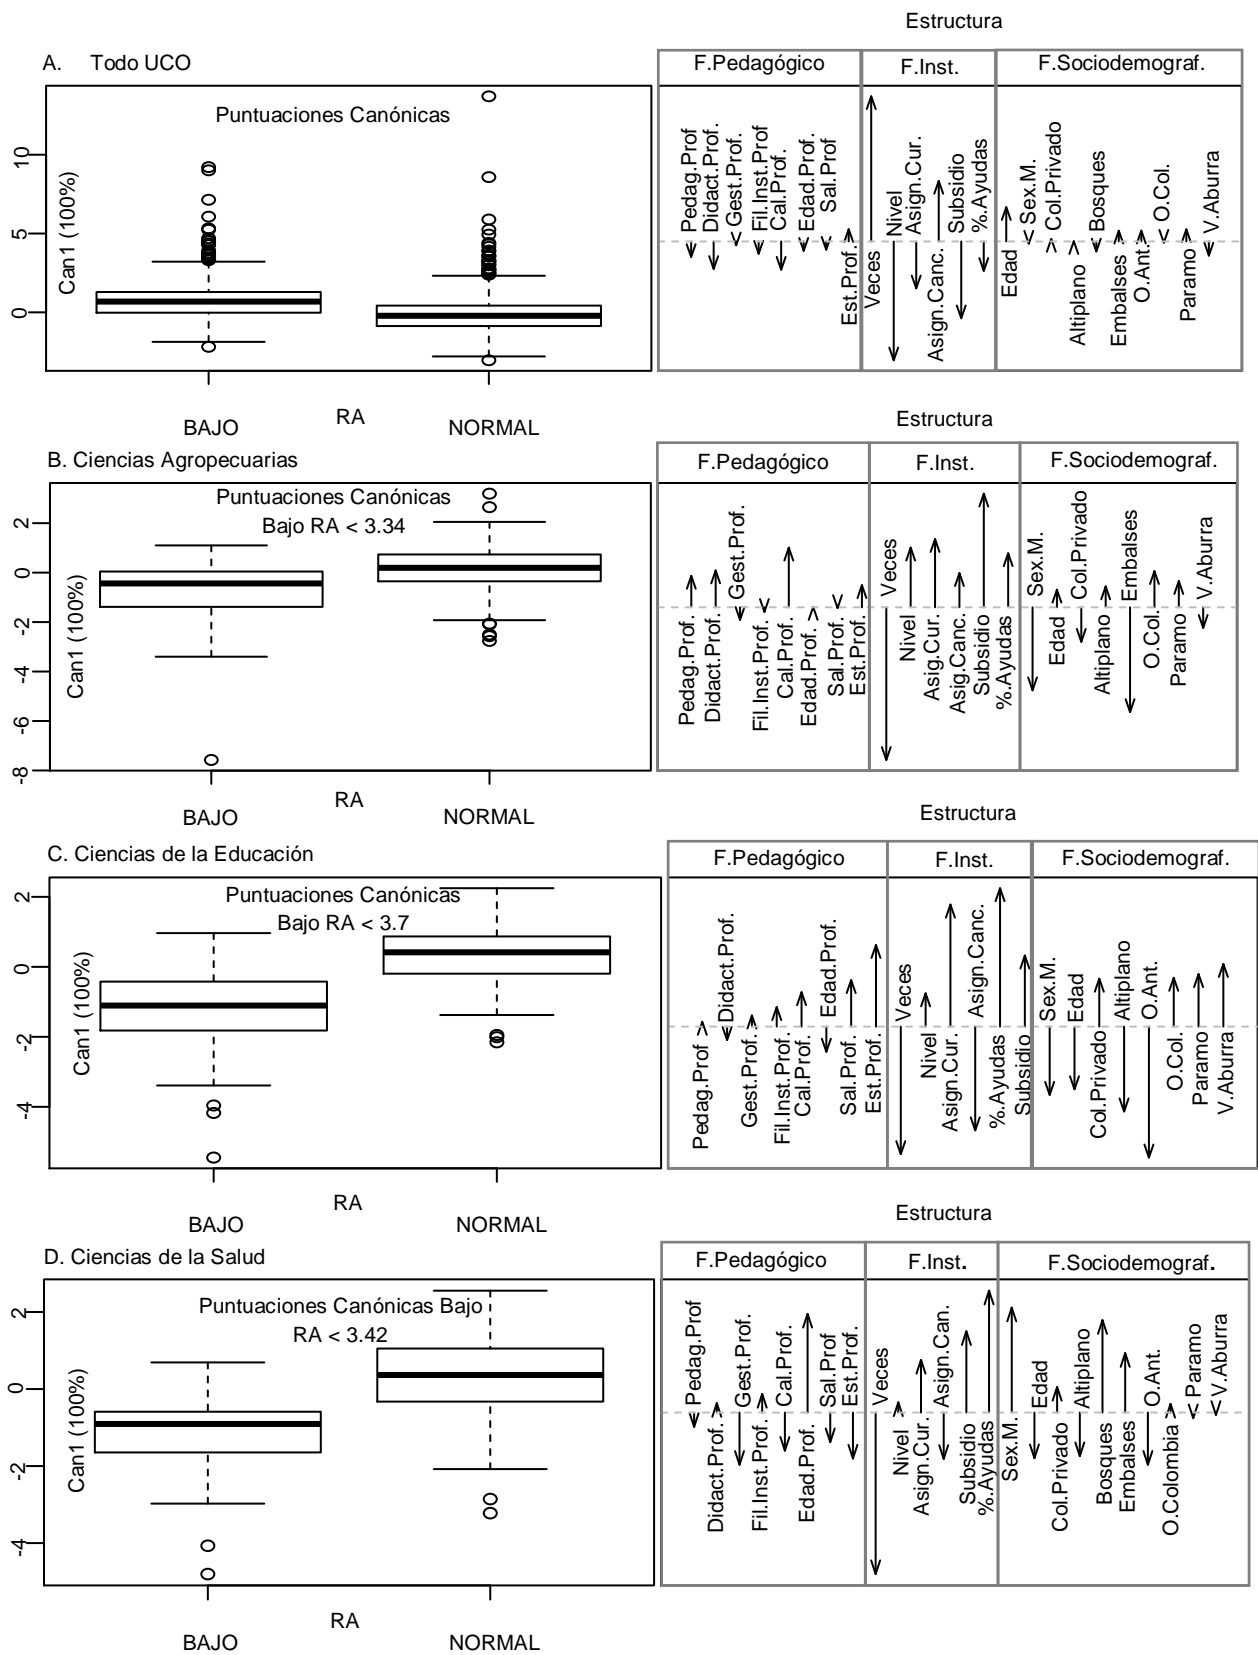 Estructura
A. Todo UCO
F.Pedagógico
F.Inst.
F.Sociodemograf.
Puntuaciones Canónicas
Can1 (100%)
10
5
0
Pedag.Prof
Didact.Prof.
Gest.Prof.
Fil.Inst.Prof
Cal.Prof.
Edad.Prof.
Sal.Prof
Est.Prof.
Veces
Nivel
Asign.Cur.
Asign.Canc.
Subsidio
%.Ayudas
Edad
Sex.M.
Col.Privado
Altiplano
Bosques
Embalses
O.Ant.
O.Col.
Paramo
V.Aburra
BAJO
RA
NORMAL
Estructura
B. Ciencias Agropecuarias
F.Pedagógico
F.Inst.
F.Sociodemograf.
Puntuaciones Canónicas
Bajo RA < 3.34
Can1 (100%)
2
0
-2
-4
-6
-8
Pedag.Prof.
Didact.Prof.
Gest.Prof.
Fil.Inst.Prof.
Cal.Prof.
Edad.Prof.
Sal.Prof.
Est.Prof.
Veces
Nivel
Asig.Cur.
Asig.Canc.
Subsidio
%.Ayudas
Sex.M.
Edad
Col.Privado
Altiplano
Embalses
O.Col.
Paramo
V.Aburra
BAJO
RA
NORMAL
Estructura
C. Ciencias de la Educación
F.Pedagógico
F.Inst.
F.Sociodemograf.
Puntuaciones Canónicas
Bajo RA < 3.7
Can1 (100%)
2
0
-2
-4
Pedag.Prof
Didact.Prof.
Gest.Prof.
Fil.Inst.Prof.
Cal.Prof.
Edad.Prof.
Sal.Prof.
Est.Prof.
Veces
Nivel
Asign.Cur.
Asign.Canc.
%.Ayudas
Subsidio
Sex.M.
Edad
Col.Privado
Altiplano
O.Ant.
O.Col.
Paramo
V.Aburra
BAJO
RA
NORMAL
Estructura
D. Ciencias de la Salud
F.Pedagógico
F.Inst.
F.Sociodemograf.
Puntuaciones Canónicas Bajo
RA < 3.42
Can1 (100%)
2
0
-2
-4
Pedag.Prof
Didact.Prof.
Gest.Prof.
Fil.Inst.Prof.
Cal.Prof.
Edad.Prof.
Sal.Prof
Est.Prof.
Veces
Nivel
Asign.Cur.
Asign.Can.
Subsidio
%.Ayudas
Sex.M.
Edad
Col.Privado
Altiplano
Bosques
Embalses
O.Ant.
O.Colombia
Paramo
V.Aburra
BAJO
RA
NORMAL